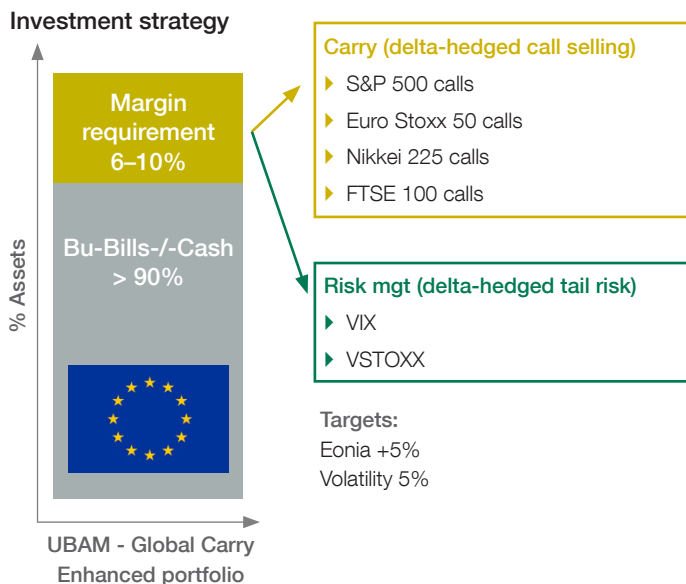 Investment strategy
% Assets
Margin
requirement
6–10%
Bu-Bills-/-Cash
> 90%
UBAM - Global Carry
Enhanced portfolio
Carry (delta-hedged call selling)
S&P 500 calls
Euro Stoxx 50 calls
Nikkei 225 calls
FTSE 100 calls
Risk mgt (delta-hedged tail risk)
VIX
VSTOXX
Targets:
Eonia +5%
Volatility 5%